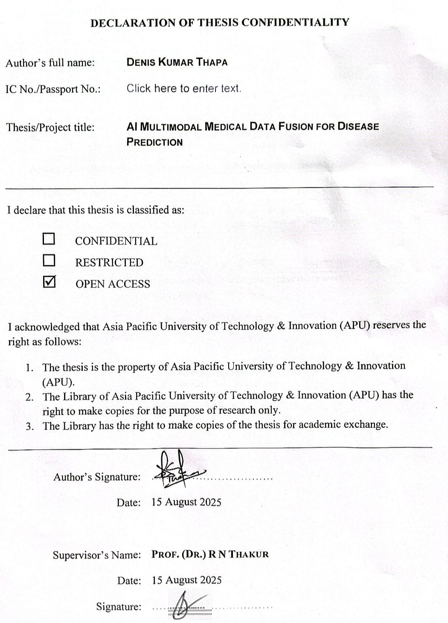 DECLARATION OF THESIS CONFIDENTIALITY
Author's full name: DENIS KUMAR THAPA
IC No./Passport No.: Click here to enter text.
Thesis/Project title: AI MULTIMODAL MEDICAL DATA FUSION FOR DISEASE
PREDICTION
I declare that this thesis is classified as:
☐ CONFIDENTIAL
☐ RESTRICTED
☑ OPEN ACCESS
I acknowledged that Asia Pacific University of Technology & Innovation (APU) reserves the
right as follows:
1. The thesis is the property of Asia Pacific University of Technology & Innovation
(APU).
2. The Library of Asia Pacific University of Technology & Innovation (APU) has the
right to make copies for the purpose of research only.
3. The Library has the right to make copies of the thesis for academic exchange.
Author's Signature:
Date: 15 August 2025
Supervisor's Name: PROF. (DR.) R N THAKUR
Date: 15 August 2025
Signature: